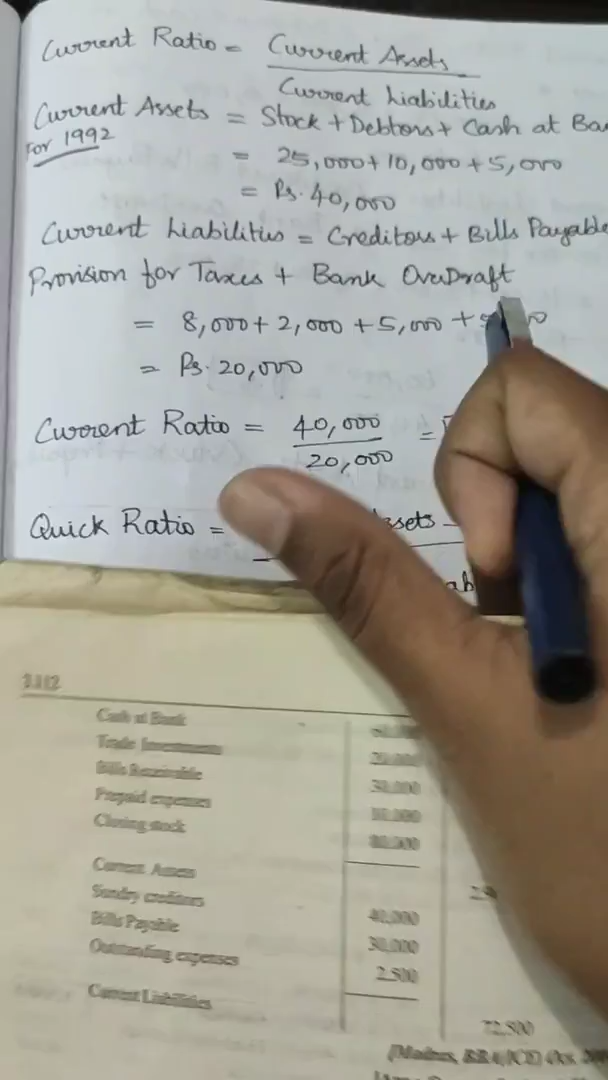 Current Ratio = Current Assets
Current Liabilities
Current Assets = Stock + Debtors + Cash at Ba
For 1992
= 25,000 + 10,000 + 5,000
= Rs. 40,000
Current Liabilities = Creditors + Bills Payable
Provision for Taxes + Bank OverDraft
= 8,000 + 2,000 + 5,000 +
= Rs. 20,000
Current Ratio = 40,000 =
20,000
Quick Ratio = ssets
ab
Cash at Bank
Trade Investments
Bills Receivable 30,000
Prepaid expenses 10,000
Closing stock 80,000
Current Assets
Sundry creditors 40,000
Bills Payable 30,000
Outstanding expenses 2,500
Current Liabilities 72,500
[Madras,